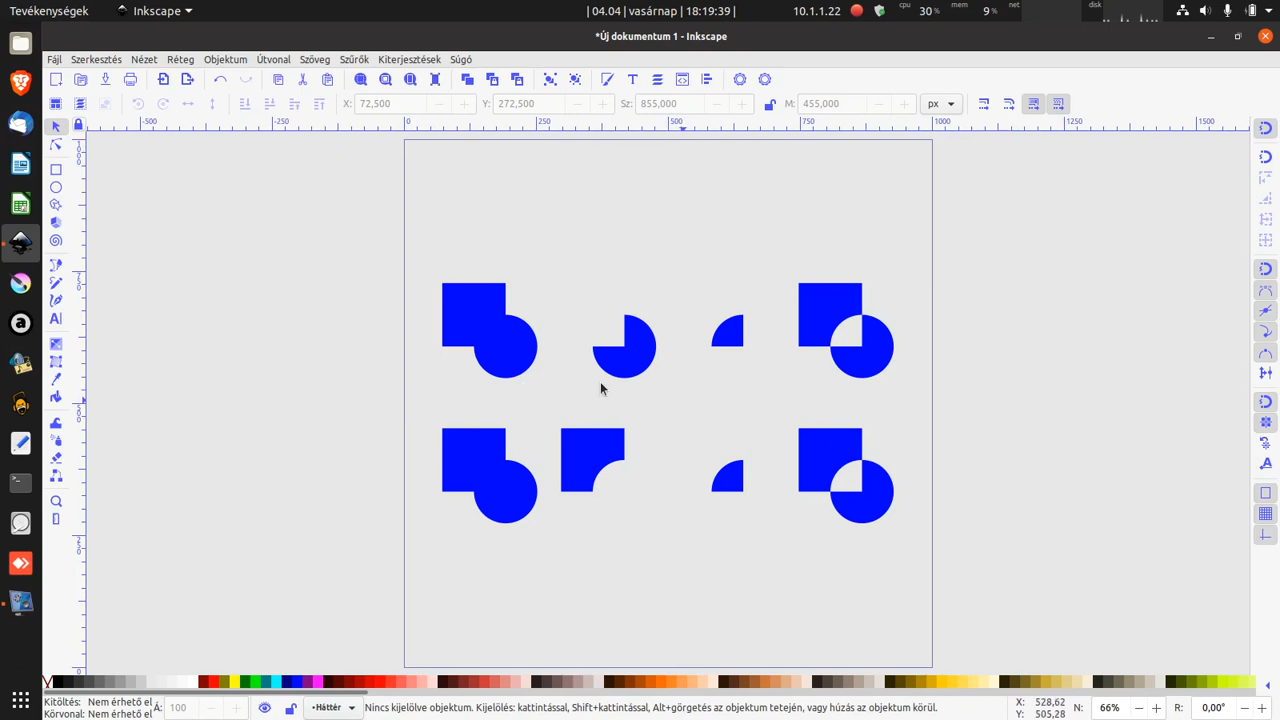 Tevékenységek
Inkscape
| 04.04 | vasárnap | 18:19:39 |
10.1.1.22
cpu
30 %
mem
9 %
net
disk
*Új dokumentum 1 - Inkscape
Fájl Szerkesztés Nézet Réteg Objektum Útvonal Szöveg Szűrők Kiterjesztések Súgó
X: 72,500 Y: 272,500 Sz: 855,000 M: 455,000 px
-500 -250 0 250 500 750 1000 1250 1500
Kitöltés: Nem érhető el
Körvonal: Nem érhető el
Á: 100
•Háttér
Nincs kijelölve objektum. Kijelölés: kattintással, Shift+kattintással, Alt+görgetés az objektum tetején, vagy húzás az objektum körül.
X: 528,62
Y: 505,28
N: 66%
R: 0,00°